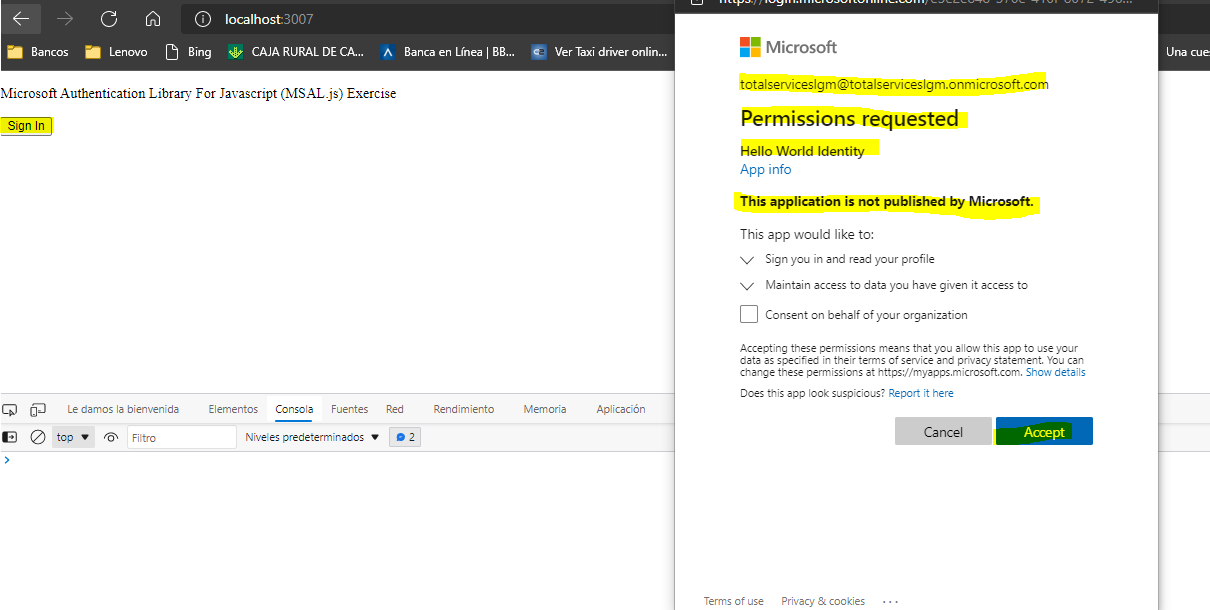 localhost:3007
Bancos
Lenovo
Bing
CAJA RURAL DE CA...
Banca en Línea | BB...
Ver Taxi driver onlin...
Una cue
Microsoft Authentication Library For Javascript (MSAL.js) Exercise
Sign In
Microsoft
totalserviceslgm@totalserviceslgm.onmicrosoft.com
Permissions requested
Hello World Identity
App info
This application is not published by Microsoft.
This app would like to:
Sign you in and read your profile
Maintain access to data you have given it access to
Consent on behalf of your organization
Accepting these permissions means that you allow this app to use your
data as specified in their terms of service and privacy statement. You can
change these permissions at https://myapps.microsoft.com. Show details
Does this app look suspicious? Report it here
Cancel
Accept
Terms of use
Privacy & cookies
...
Le damos la bienvenida
Elementos
Consola
Fuentes
Red
Rendimiento
Memoria
Aplicación
top
Filtro
Niveles predeterminados
2